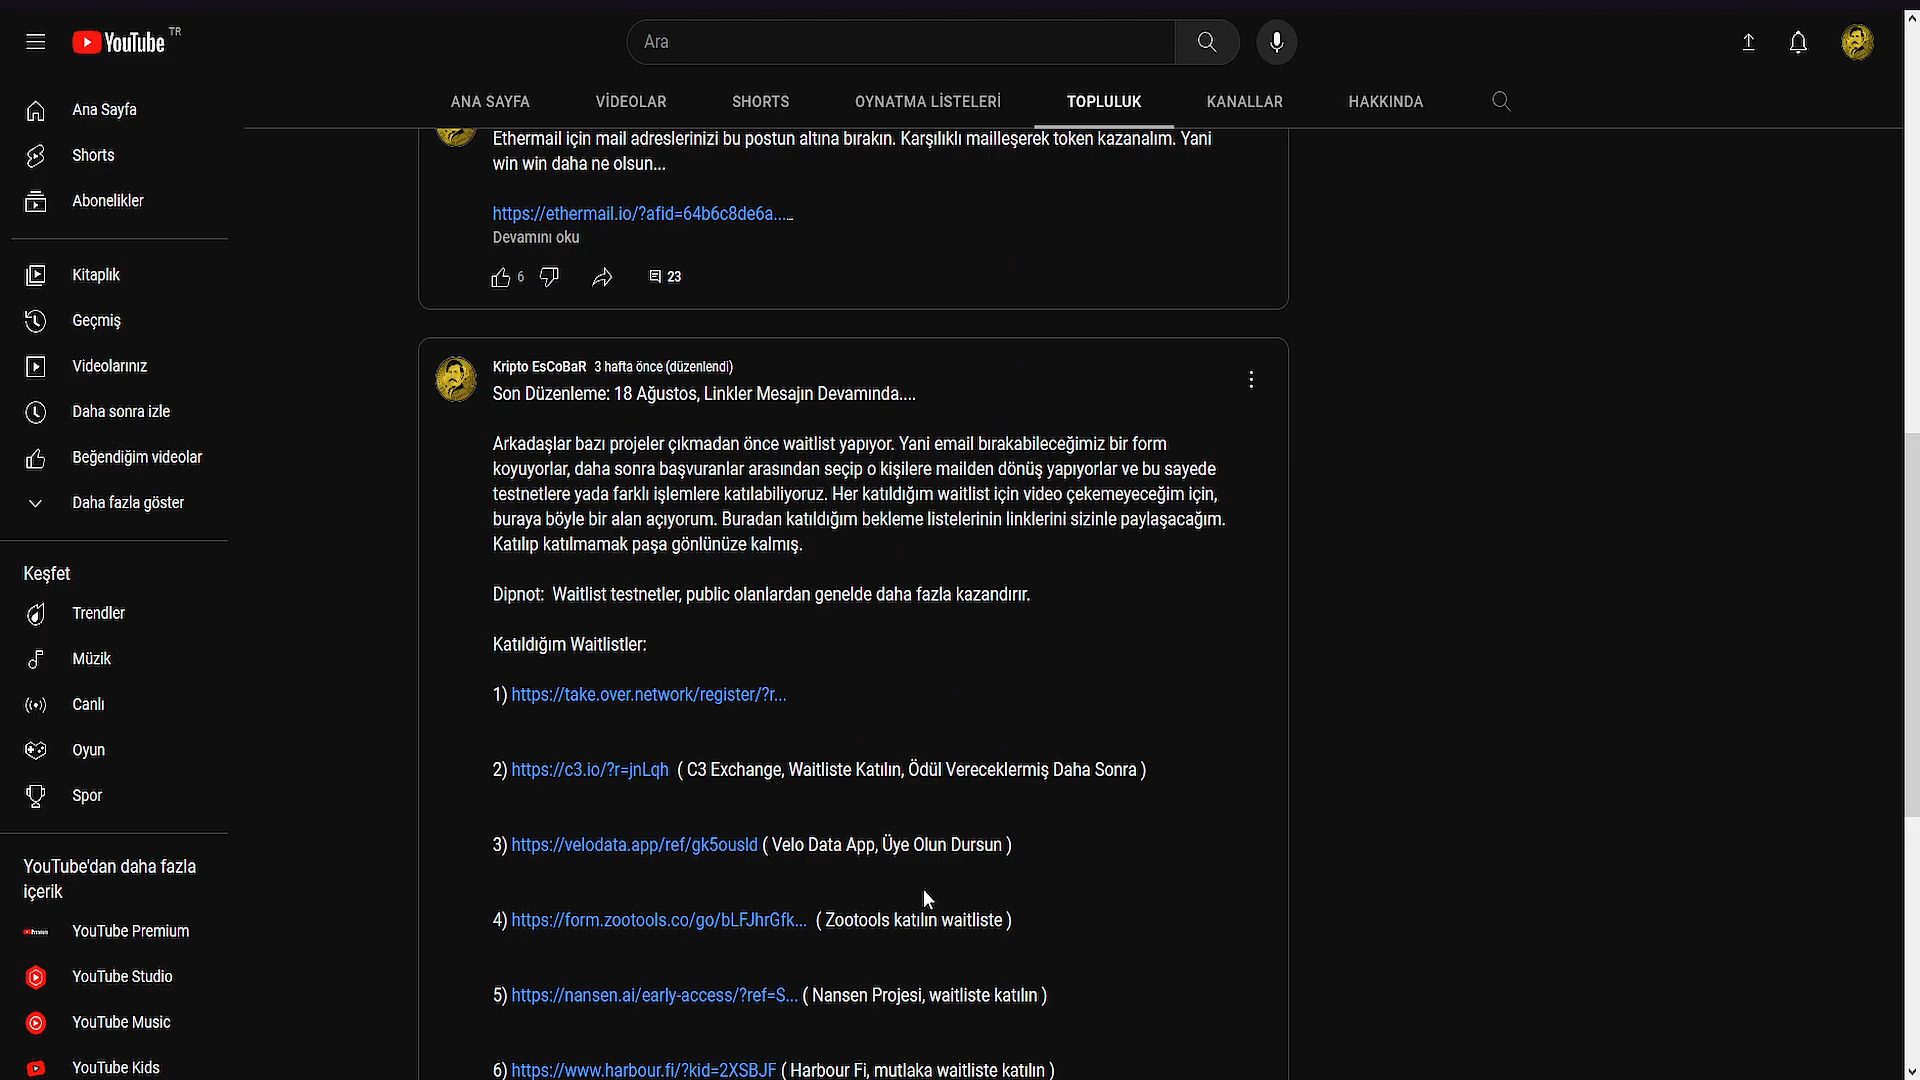 YouTube TR
Ara
ANA SAYFA
VİDEOLAR
SHORTS
OYNATMA LİSTELERİ
TOPLULUK
KANALLAR
HAKKINDA
Ana Sayfa
Shorts
Abonelikler
Kitaplık
Geçmiş
Videolarınız
Daha sonra izle
Beğendiğim videolar
Daha fazla göster
Keşfet
Trendler
Müzik
Canlı
Oyun
Spor
YouTube'dan daha fazla
içerik
YouTube Premium
YouTube Studio
YouTube Music
YouTube Kids
Ethermail için mail adreslerinizi bu postun altına bırakın. Karşılıklı mailleşerek token kazanalım. Yani
win win daha ne olsun...
https://ethermail.io/?afid=64b6c8de6a...
Devamını oku
6
23
Kripto EsCoBaR 3 hafta önce (düzenlendi)
Son Düzenleme: 18 Ağustos, Linkler Mesajın Devamında....
Arkadaşlar bazı projeler çıkmadan önce waitlist yapıyor. Yani email bırakabileceğimiz bir form
koyuyorlar, daha sonra başvuranlar arasından seçip o kişilere mailden dönüş yapıyorlar ve bu sayede
testnetlere yada farklı işlemlere katılabiliyoruz. Her katıldığım waitlist için video çekemeyeceğim için,
buraya böyle bir alan açıyorum. Buradan katıldığım bekleme listelerinin linklerini sizinle paylaşacağım.
Katılıp katılmamak paşa gönlünüze kalmış.
Dipnot: Waitlist testnetler, public olanlardan genelde daha fazla kazandırır.
Katıldığım Waitlistler:
1) https://take.over.network/register/?r...
2) https://c3.io/?r=jnLqh ( C3 Exchange, Waitliste Katılın, Ödül Vereceklermiş Daha Sonra )
3) https://velodata.app/ref/gk5ousld ( Velo Data App, Üye Olun Dursun )
4) https://form.zootools.co/go/bLFJhrGfk... ( Zootools katılın waitliste )
5) https://nansen.ai/early-access/?ref=S... ( Nansen Projesi, waitliste katılın )
6) https://www.harbour.fi/?kid=2XSBJF ( Harbour Fi, mutlaka waitliste katılın )